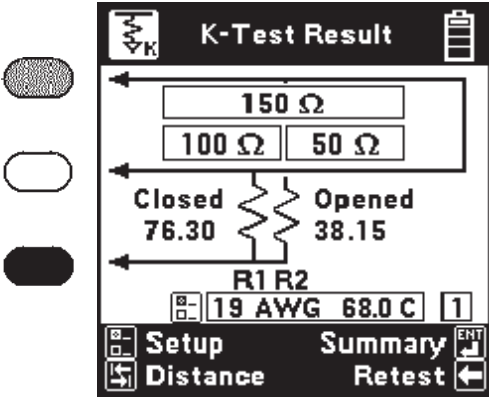 K
K-Test Result
150 Ω
100 Ω 50 Ω
Closed Opened
76.30 38.15
R1 R2
19 AWG 68.0 C 1
Setup Summary ENT
Distance Retest